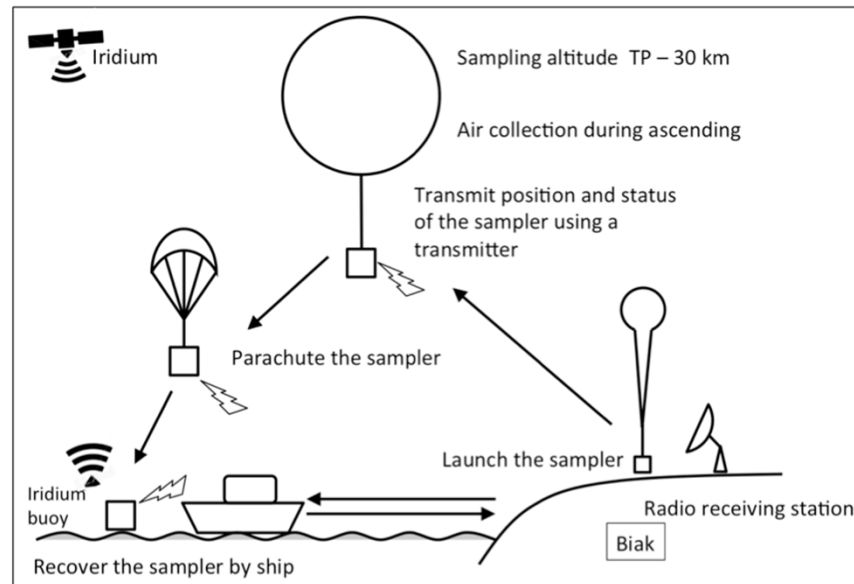 Iridium
Sampling altitude TP – 30 km
Air collection during ascending
Transmit position and status
of the sampler using a
transmitter
Parachute the sampler
Launch the sampler
Iridium
buoy
Radio receiving station
Biak
Recover the sampler by ship